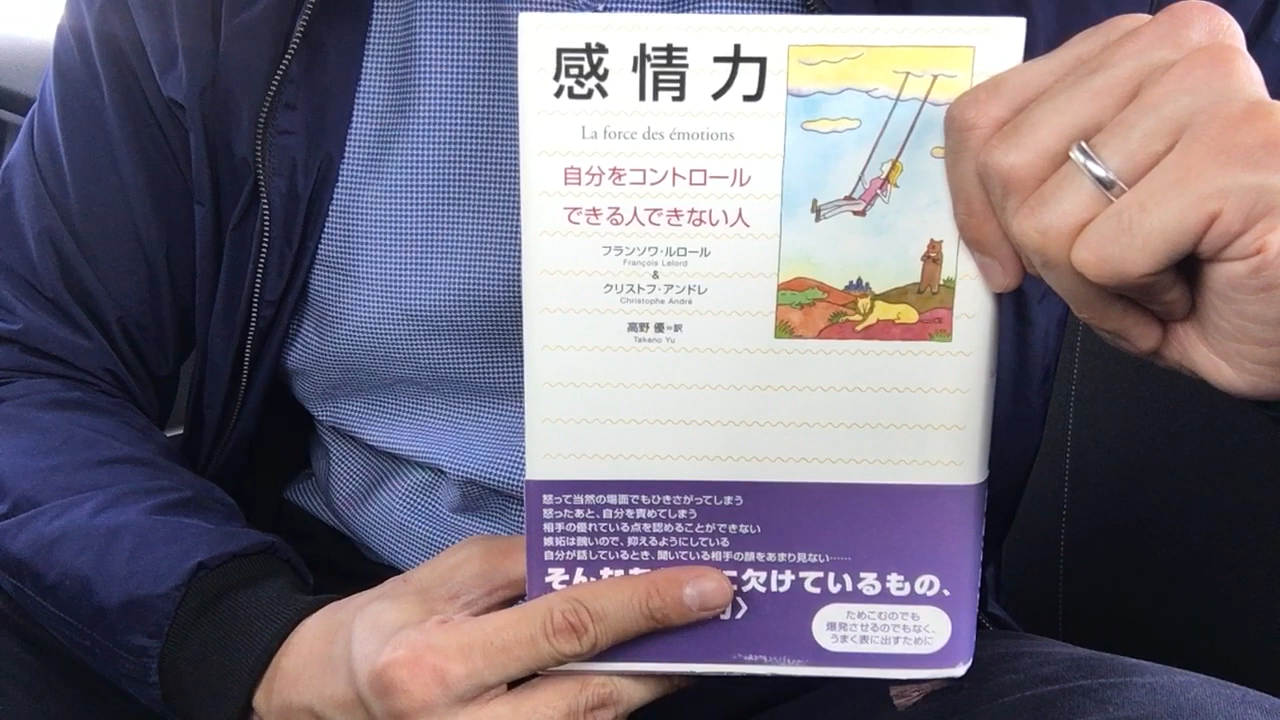 感情力
La force des émotions
自分をコントロール
できる人できない人
フランソワ・ルロール
François Lelord
&
クリストフ・アンドレ
Christophe André
高野 優=訳
Takano Yu
怒って当然の場面でもひきさがってしまう
怒ったあと、自分を責めてしまう
相手の優れている点を認めることができない
嫉妬は醜いので、抑えるようにしている
自分が話しているとき、聞いている相手の顔をあまり見ない……
そんな に欠けているもの、
ためこむのでも
爆発させるのでもなく、
うまく表に出すために